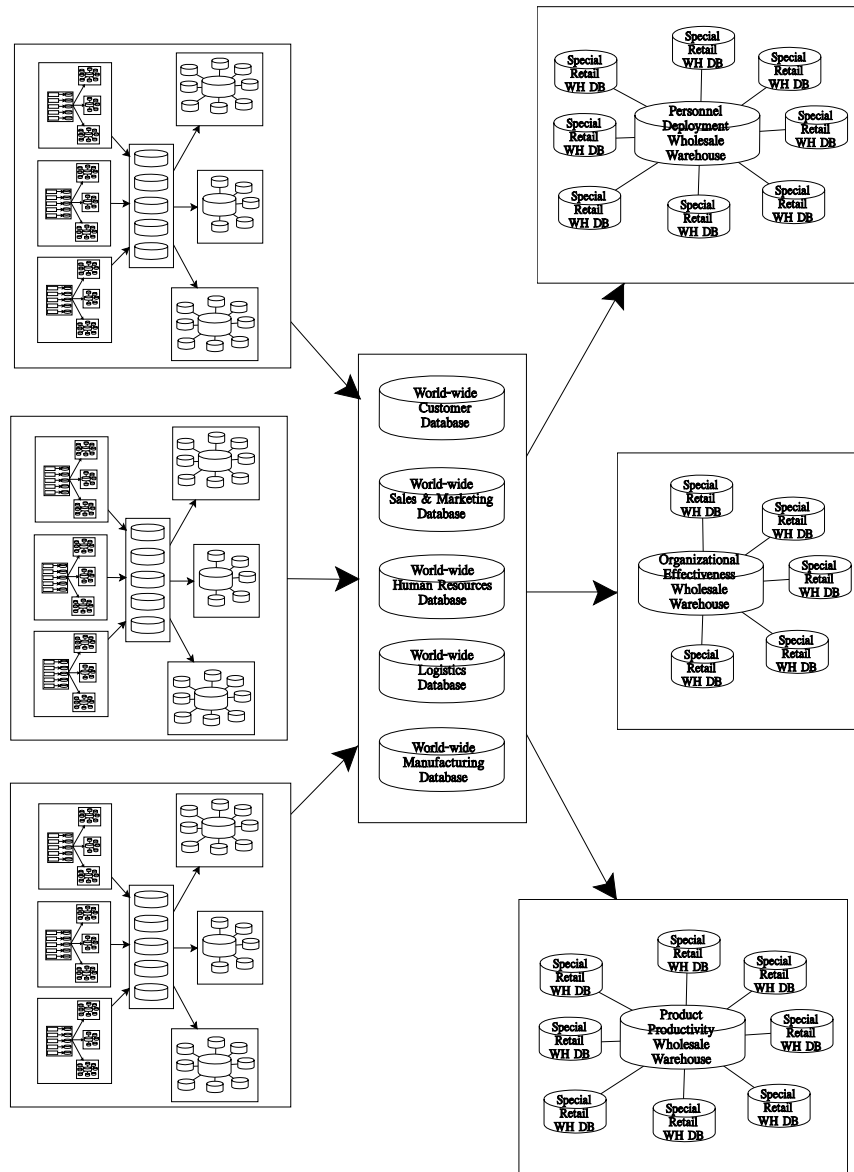 World-wide
Customer
Database
World-wide
Sales & Marketing
Database
World-wide
Human Resources
Database
World-wide
Logistics
Database
World-wide
Manufacturing
Database
Special
Retail
WH DB
Special
Retail
WH DB
Special
Retail
WH DB
Special
Retail
WH DB
Personnel
Deployment
Wholesale
Warehouse
Special
Retail
WH DB
Special
Retail
WH DB
Special
Retail
WH DB
Special
Retail
WH DB
Special
Retail
WH DB
Special
Retail
WH DB
Organizational
Effectiveness
Wholesale
Warehouse
Special
Retail
WH DB
Special
Retail
WH DB
Special
Retail
WH DB
Special
Retail
WH DB
Special
Retail
WH DB
Special
Retail
WH DB
Special
Retail
WH DB
Product
Productivity
Wholesale
Warehouse
Special
Retail
WH DB
Special
Retail
WH DB
Special
Retail
WH DB
Special
Retail
WH DB